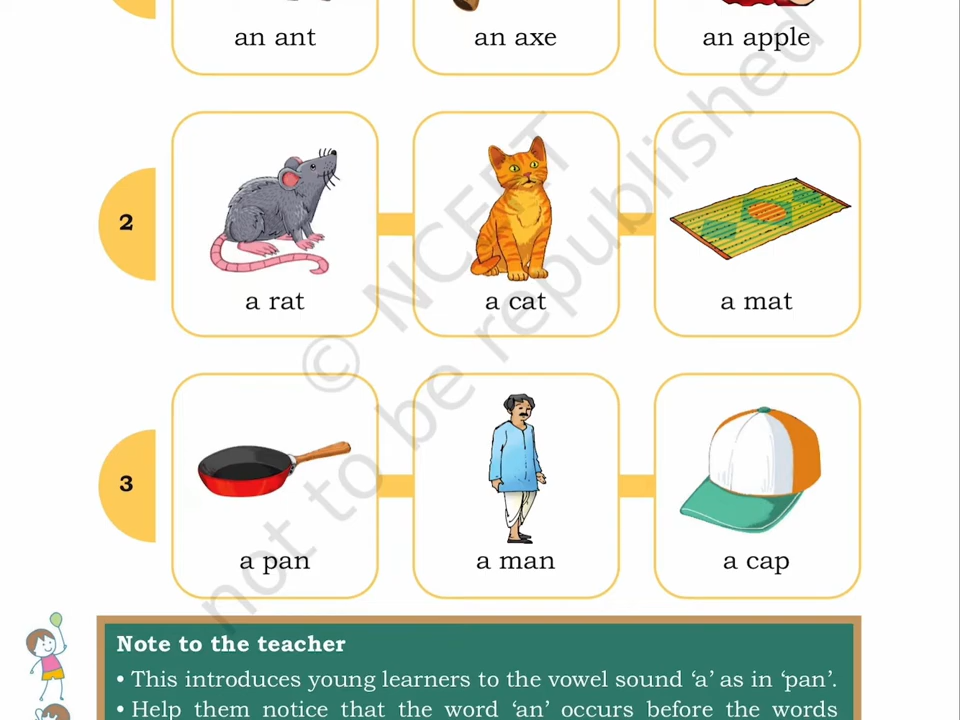 an ant an axe an apple
2
a rat a cat a mat
3
a pan a man a cap
Note to the teacher
• This introduces young learners to the vowel sound ‘a’ as in ‘pan’.
• Help them notice that the word ‘an’ occurs before the words
© NCERT
not to be republished